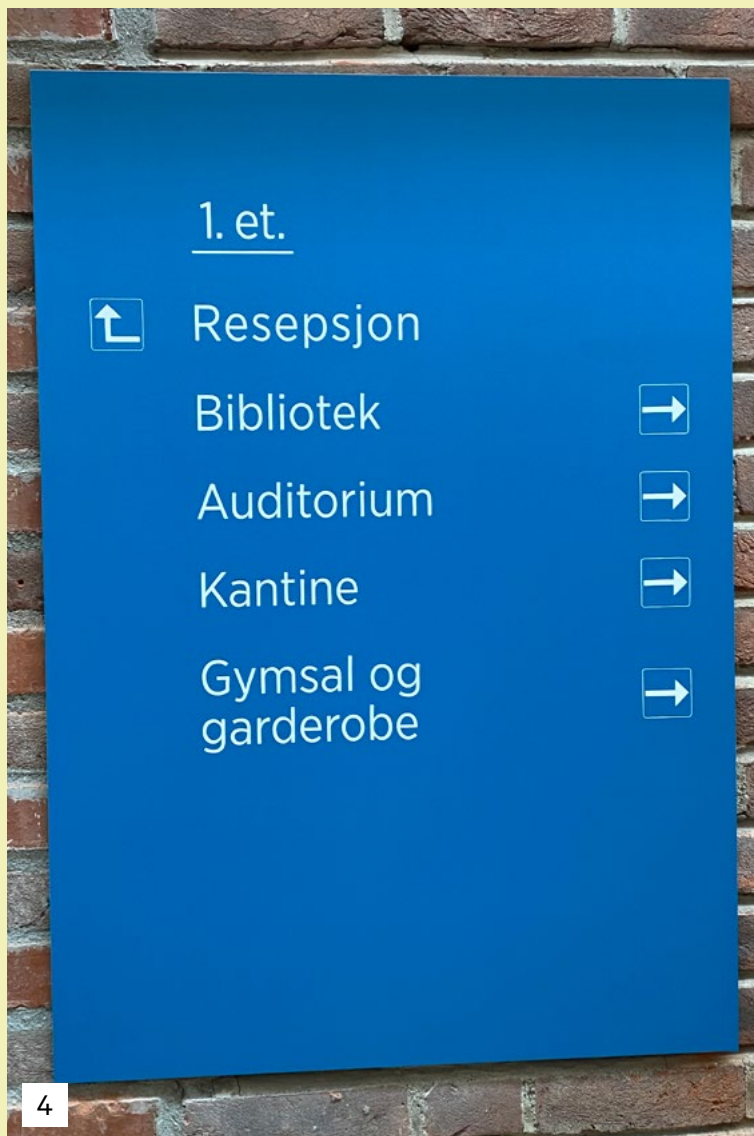 1. et.
Resepsjon
Bibliotek
Auditorium
Kantine
Gymsal og
garderobe
4